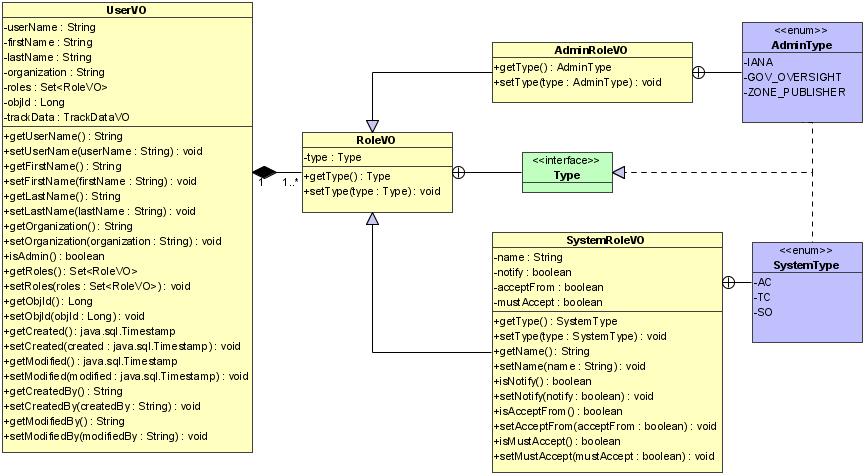 UserVO
-userName : String
-firstName : String
-lastName : String
-organization : String
-roles : Set<RoleVO>
-objId : Long
-trackData : TrackDataVO
+getUserName() : String
+setUserName(userName : String) : void
+getFirstName() : String
+setFirstName(firstName : String) : void
+getLastName() : String
+setLastName(lastName : String) : void
+getOrganization() : String
+setOrganization(organization : String) : void
+isAdmin() : boolean
+getRoles() : Set<RoleVO>
+setRoles(roles : Set<RoleVO>) : void
+getObjId() : Long
+setObjId(objId : Long) : void
+getCreated() : java.sql.Timestamp
+setCreated(created : java.sql.Timestamp) : void
+getModified() : java.sql.Timestamp
+setModified(modified : java.sql.Timestamp) : void
+getCreatedBy() : String
+setCreatedBy(createdBy : String) : void
+getModifiedBy() : String
+setModifiedBy(modifiedBy : String) : void
1
1..*
RoleVO
-type : Type
+getType() : Type
+setType(type : Type) : void
AdminRoleVO
+getType() : AdminType
+setType(type : AdminType) : void
<<enum>>
AdminType
-IANA
-GOV_OVERSIGHT
-ZONE_PUBLISHER
<<interface>>
Type
SystemRoleVO
-name : String
-notify : boolean
-acceptFrom : boolean
-mustAccept : boolean
+getType() : SystemType
+setType(type : SystemType) : void
+getName() : String
+setName(name : String) : void
+isNotify() : boolean
+setNotify(notify : boolean) : void
+isAcceptFrom() : boolean
+setAcceptFrom(acceptFrom : boolean) : void
+isMustAccept() : boolean
+setMustAccept(mustAccept : boolean) : void
<<enum>>
SystemType
-AC
-TC
-SO